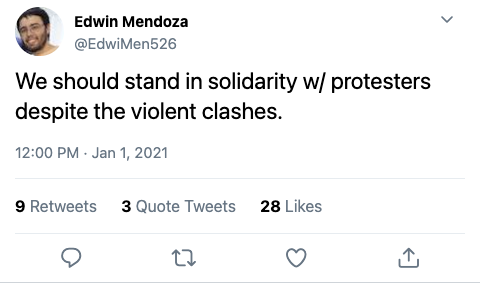 Edwin Mendoza
@EdwiMen526
We should stand in solidarity w/ protesters
despite the violent clashes.
12:00 PM · Jan 1, 2021
9 Retweets 3 Quote Tweets 28 Likes